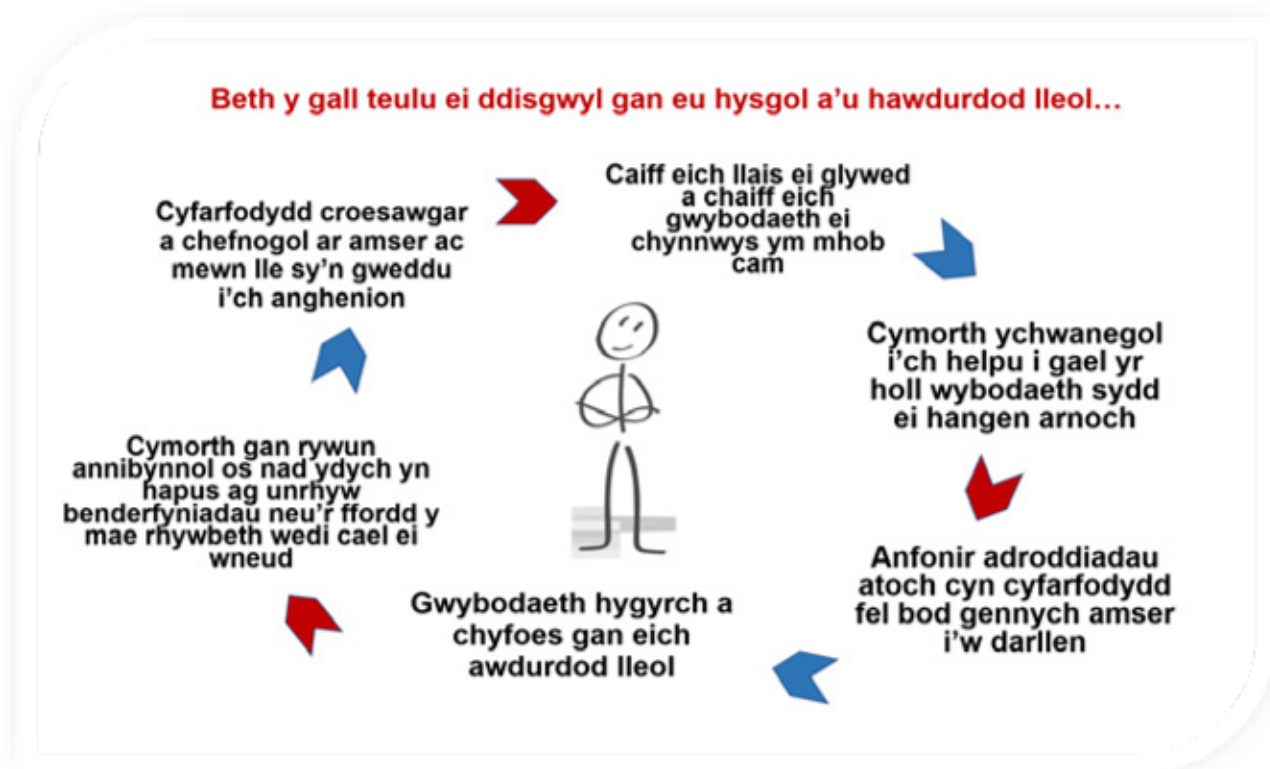 Beth y gall teulu ei ddisgwyl gan eu hysgol a'u hawdurdod lleol…
Cyfarfodydd croesawgar
a chefnogol ar amser ac
mewn lle sy'n gweddu
i'ch anghenion
Caiff eich llais ei glywed
a chaiff eich
gwybodaeth ei
chynnwys ym mhob
cam
Cymorth ychwanegol
i'ch helpu i gael yr
holl wybodaeth sydd
ei hangen arnoch
Anfonir adroddiadau
atoch cyn cyfarfodydd
fel bod gennych amser
i'w darllen
Gwybodaeth hygyrch a
chyfoes gan eich
awdurdod lleol
Cymorth gan rywun
annibynnol os nad ydych yn
hapus ag unrhyw
benderfyniadau neu'r ffordd y
mae rhywbeth wedi cael ei
wneud